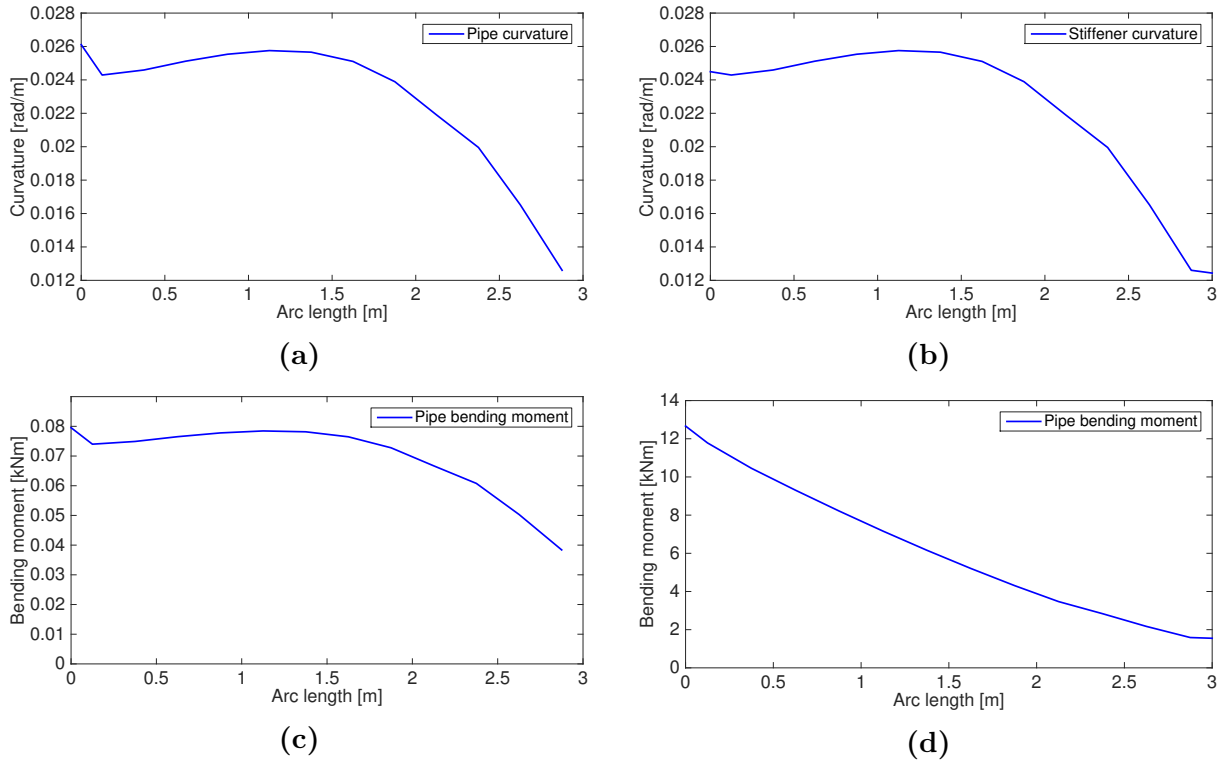 0.028
0.026
0.024
0.022
0.02
0.018
0.016
0.014
0.012
Curvature [rad/m]
Pipe curvature
0 0.5 1 1.5 2 2.5 3
Arc length [m]
(a)
0.028
0.026
0.024
0.022
0.02
0.018
0.016
0.014
0.012
Curvature [rad/m]
Stiffener curvature
0 0.5 1 1.5 2 2.5 3
Arc length [m]
(b)
0.09
0.08
0.07
0.06
0.05
0.04
0.03
0.02
0.01
0
Bending moment [kNm]
Pipe bending moment
0 0.5 1 1.5 2 2.5 3
Arc length [m]
(c)
14
12
10
8
6
4
2
0
Bending moment [kNm]
Pipe bending moment
0 0.5 1 1.5 2 2.5 3
Arc length [m]
(d)